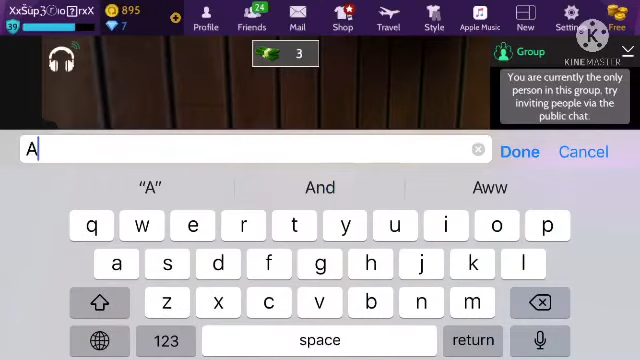 895
24
39
7
Profile
Friends
Mail
Shop
Travel
Style
Apple Music
New
Settings
Free
3
Group
K
KINEMASTER
You are currently the only
person in this group, try
inviting people via the
public chat.
A
Done
Cancel
“A”
And
Aww
q w e r t y u i o p
a s d f g h j k l
z x c v b n m
123
space
return